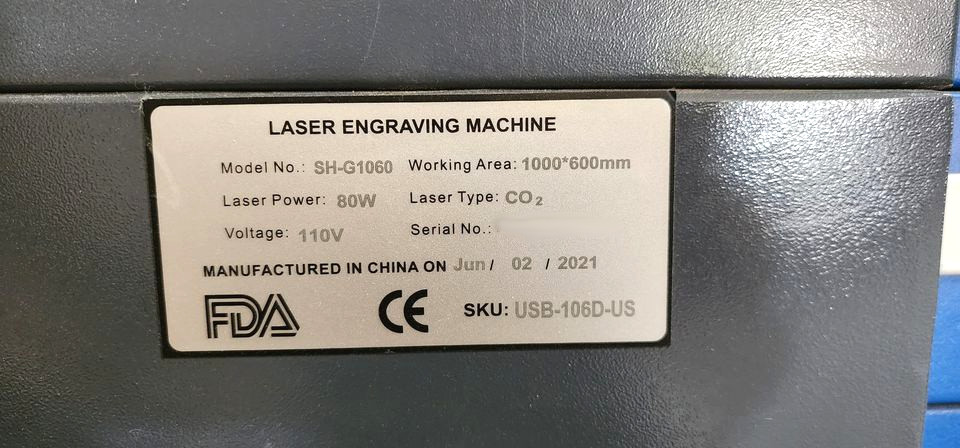 LASER ENGRAVING MACHINE
Model No.: SH-G1060 Working Area: 1000*600mm
Laser Power: 80W Laser Type: CO₂
Voltage: 110V Serial No.:
MANUFACTURED IN CHINA ON Jun / 02 / 2021
FDA CE SKU: USB-106D-US